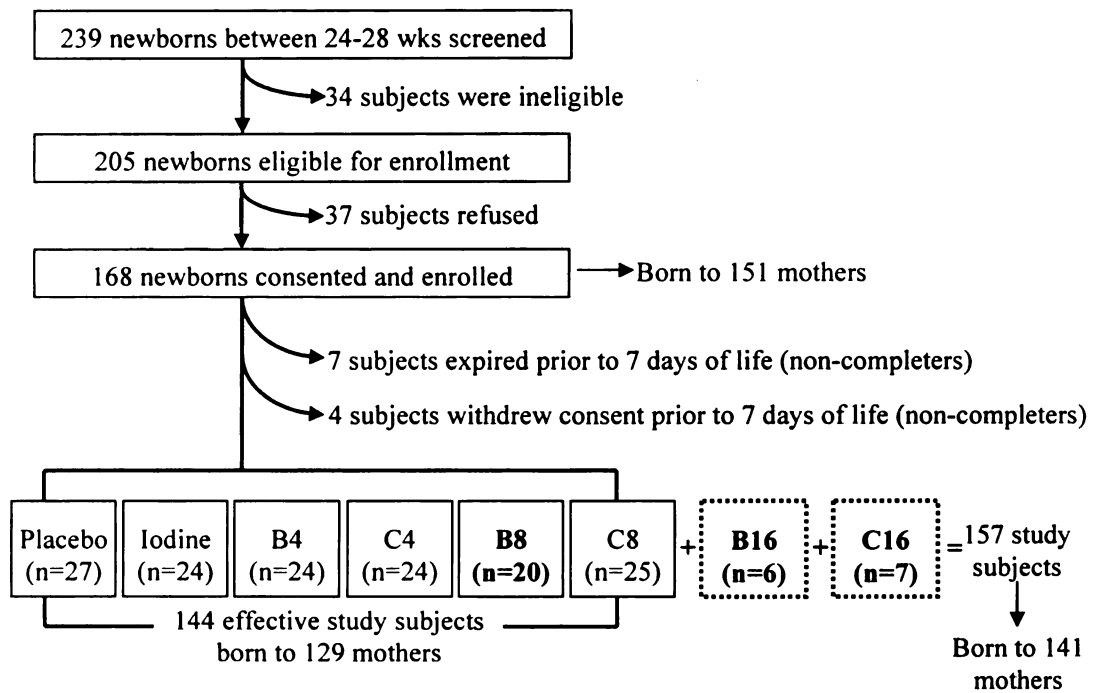 239 newborns between 24-28 wks screened
34 subjects were ineligible
205 newborns eligible for enrollment
37 subjects refused
168 newborns consented and enrolled
Born to 151 mothers
7 subjects expired prior to 7 days of life (non-completers)
4 subjects withdrew consent prior to 7 days of life (non-completers)
Placebo
(n=27)
Iodine
(n=24)
B4
(n=24)
C4
(n=24)
B8
(n=20)
C8
(n=25)
+
B16
(n=6)
+
C16
(n=7)
=157 study
subjects
144 effective study subjects
born to 129 mothers
Born to 141
mothers